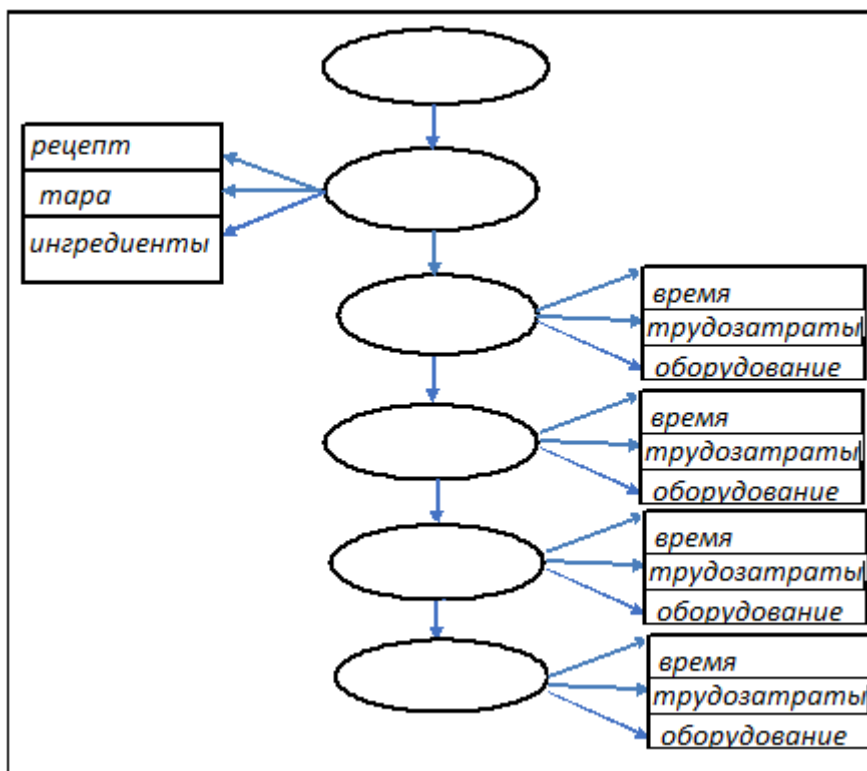 рецепт
тара
ингредиенты
время
трудозатраты
оборудование
время
трудозатраты
оборудование
время
трудозатраты
оборудование
время
трудозатраты
оборудование